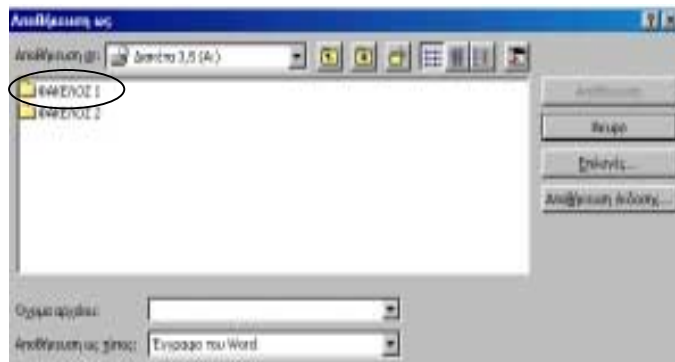 Αποθήκευση ως
Αποθήκευση σε: Δισκέτα 3,5 (A:)
ΦΑΚΕΛΟΣ 1
ΦΑΚΕΛΟΣ 2
Αποθήκευση
Άκυρο
Επιλογές...
Αποθήκευση έκδοσης...
Όνομα αρχείου:
Αποθήκευση ως τύπος: Έγγραφο του Word